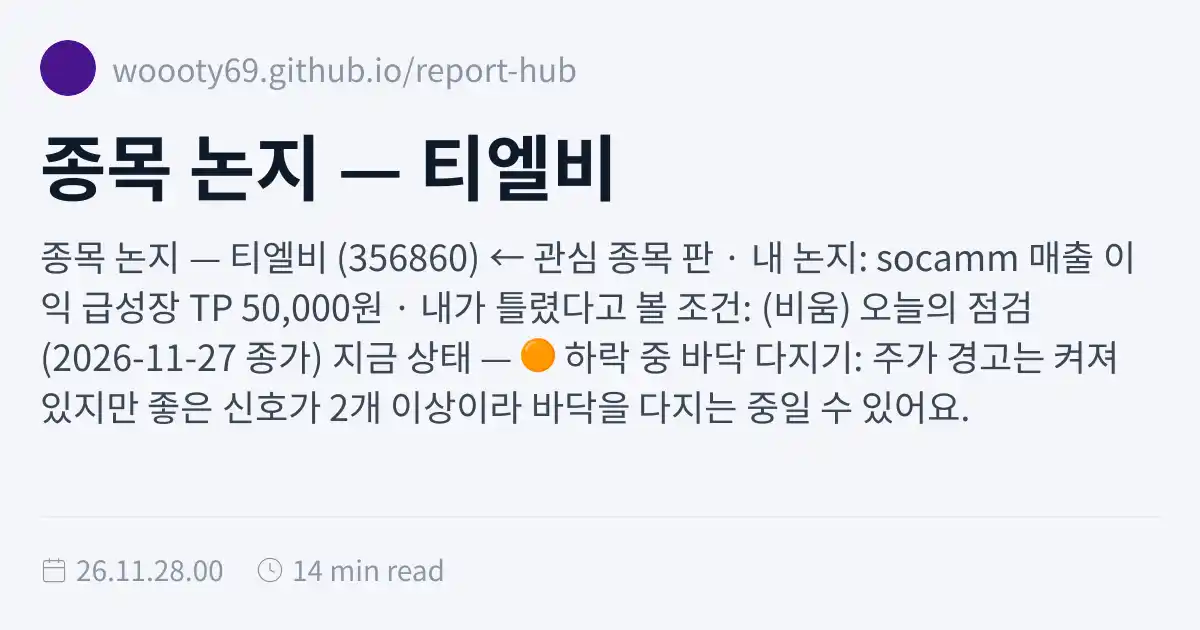 woooty69.github.io/report-hub
종목 논지 — 티엘비
종목 논지 — 티엘비 (356860) ← 관심 종목 판 · 내 논지: socamm 매출 이
익 급성장 TP 50,000원 · 내가 틀렸다고 볼 조건: (비움) 오늘의 점검
(2026-11-27 종가) 지금 상태 — 🟠 하락 중 바닥 다지기: 주가 경고는 켜져
있지만 좋은 신호가 2개 이상이라 바닥을 다지는 중일 수 있어요.
26.11.28.00 14 min read